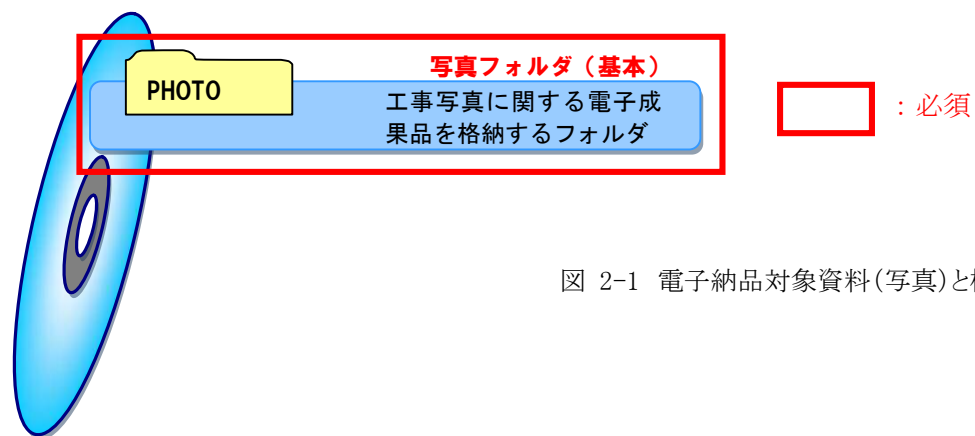 写真フォルダ（基本）
PHOTO
工事写真に関する電子成
果品を格納するフォルダ
：必須
図 2-1 電子納品対象資料(写真)と